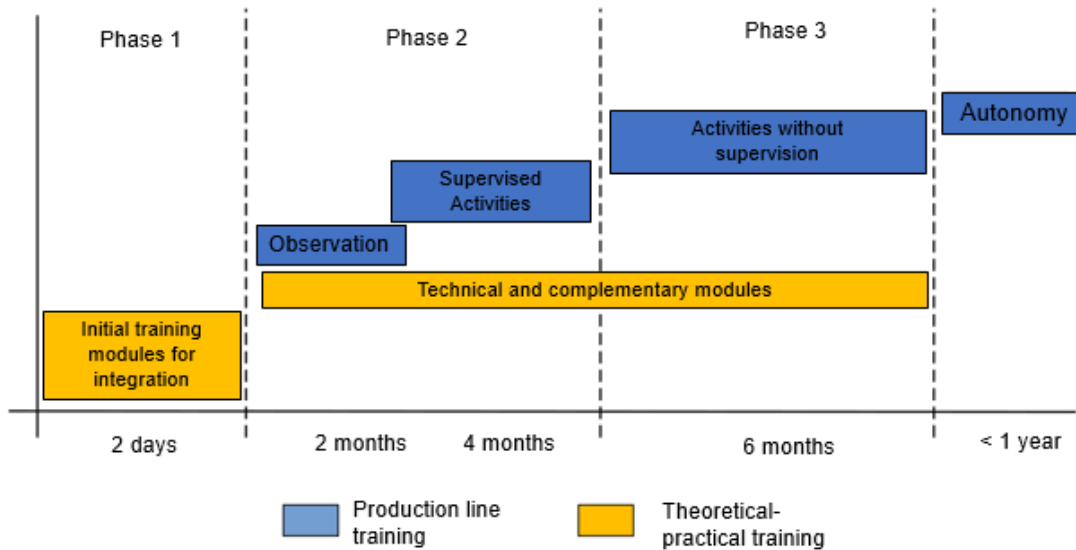 Phase 1
Phase 2
Phase 3
Autonomy
Activities without
supervision
Supervised
Activities
Observation
Technical and complementary modules
Initial training
modules for
integration
2 days
2 months
4 months
6 months
< 1 year
Production line
training
Theoretical-
practical training